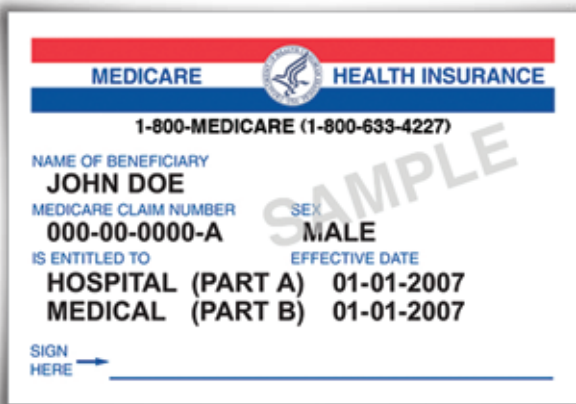 MEDICARE HEALTH INSURANCE
1-800-MEDICARE (1-800-633-4227)
NAME OF BENEFICIARY
JOHN DOE
MEDICARE CLAIM NUMBER SEX
000-00-0000-A MALE
IS ENTITLED TO EFFECTIVE DATE
HOSPITAL (PART A) 01-01-2007
MEDICAL (PART B) 01-01-2007
SIGN
HERE
SAMPLE